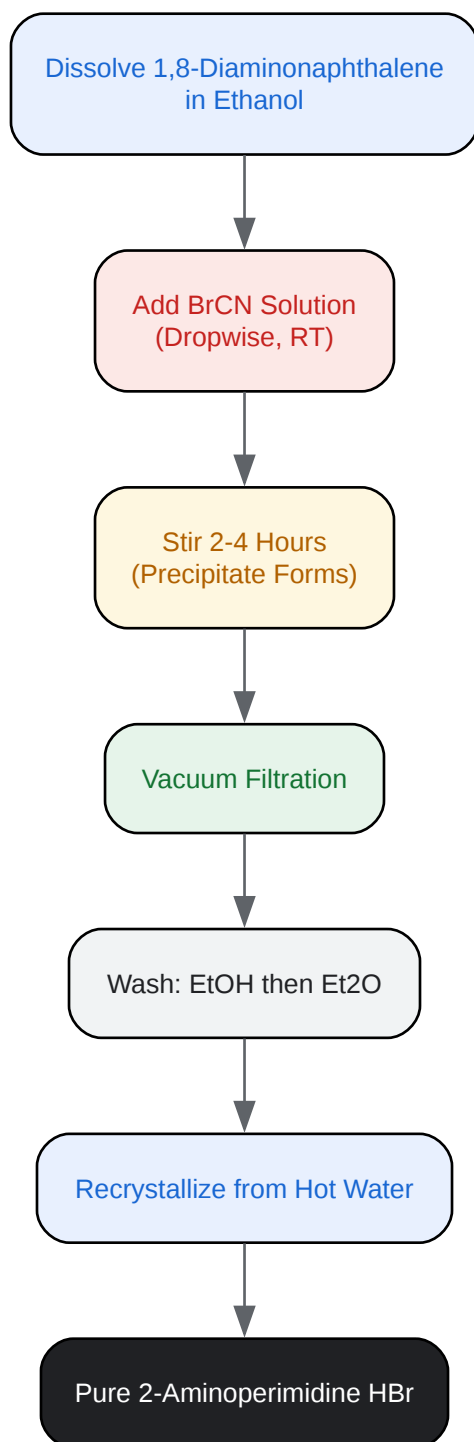 Dissolve 1,8-Diaminonaphthalene
in Ethanol
Add BrCN Solution
(Dropwise, RT)
Stir 2-4 Hours
(Precipitate Forms)
Vacuum Filtration
Wash: EtOH then Et2O
Recrystallize from Hot Water
Pure 2-Aminoperimidine HBr